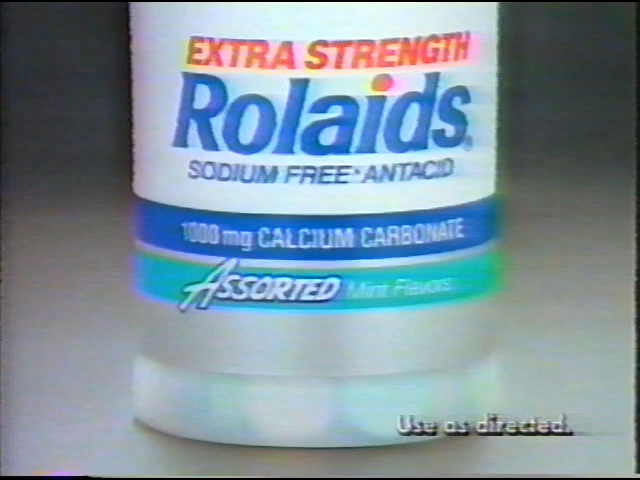 EXTRA STRENGTH
Rolaids®
SODIUM FREE*ANTACID
1000 mg CALCIUM CARBONATE
ASSORTED Mint Flavors
Use as directed.